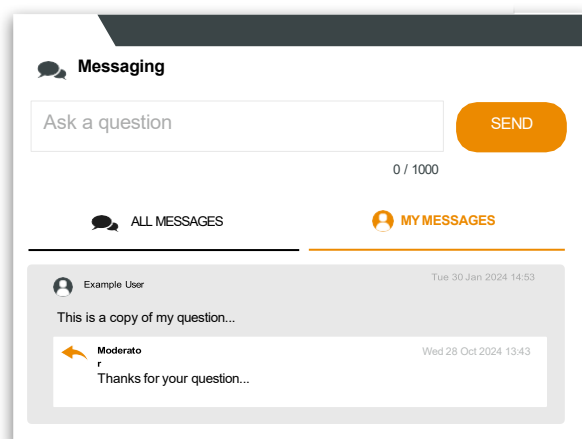 Messaging
Ask a question
SEND
0 / 1000
ALL MESSAGES
MY MESSAGES
Example User
Tue 30 Jan 2024 14:53
This is a copy of my question...
Moderato
r
Wed 28 Oct 2024 13:43
Thanks for your question...